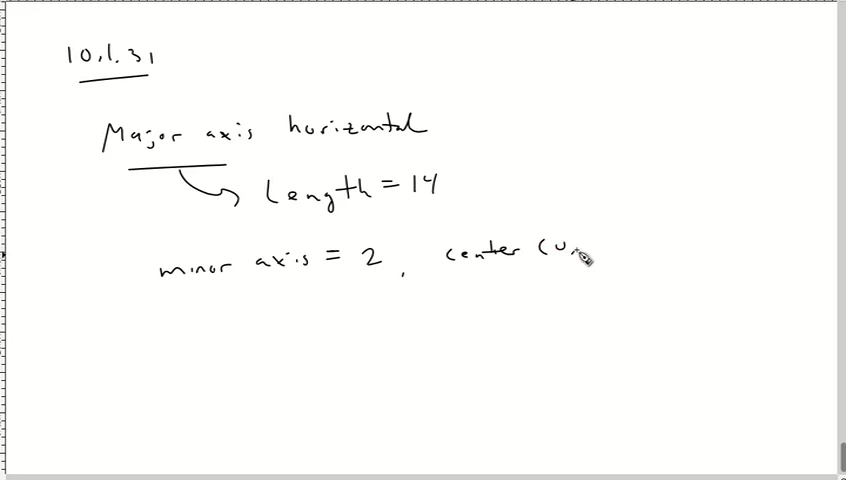 10.1.31
Major axis horizontal
Length = 14
minor axis = 2, center (0,